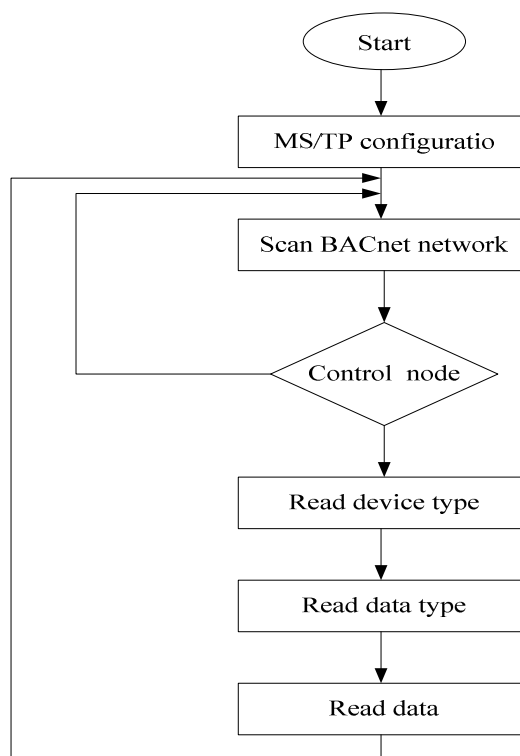 Start
MS/TP configuratio
Scan BACnet network
Control node
Read device type
Read data type
Read data